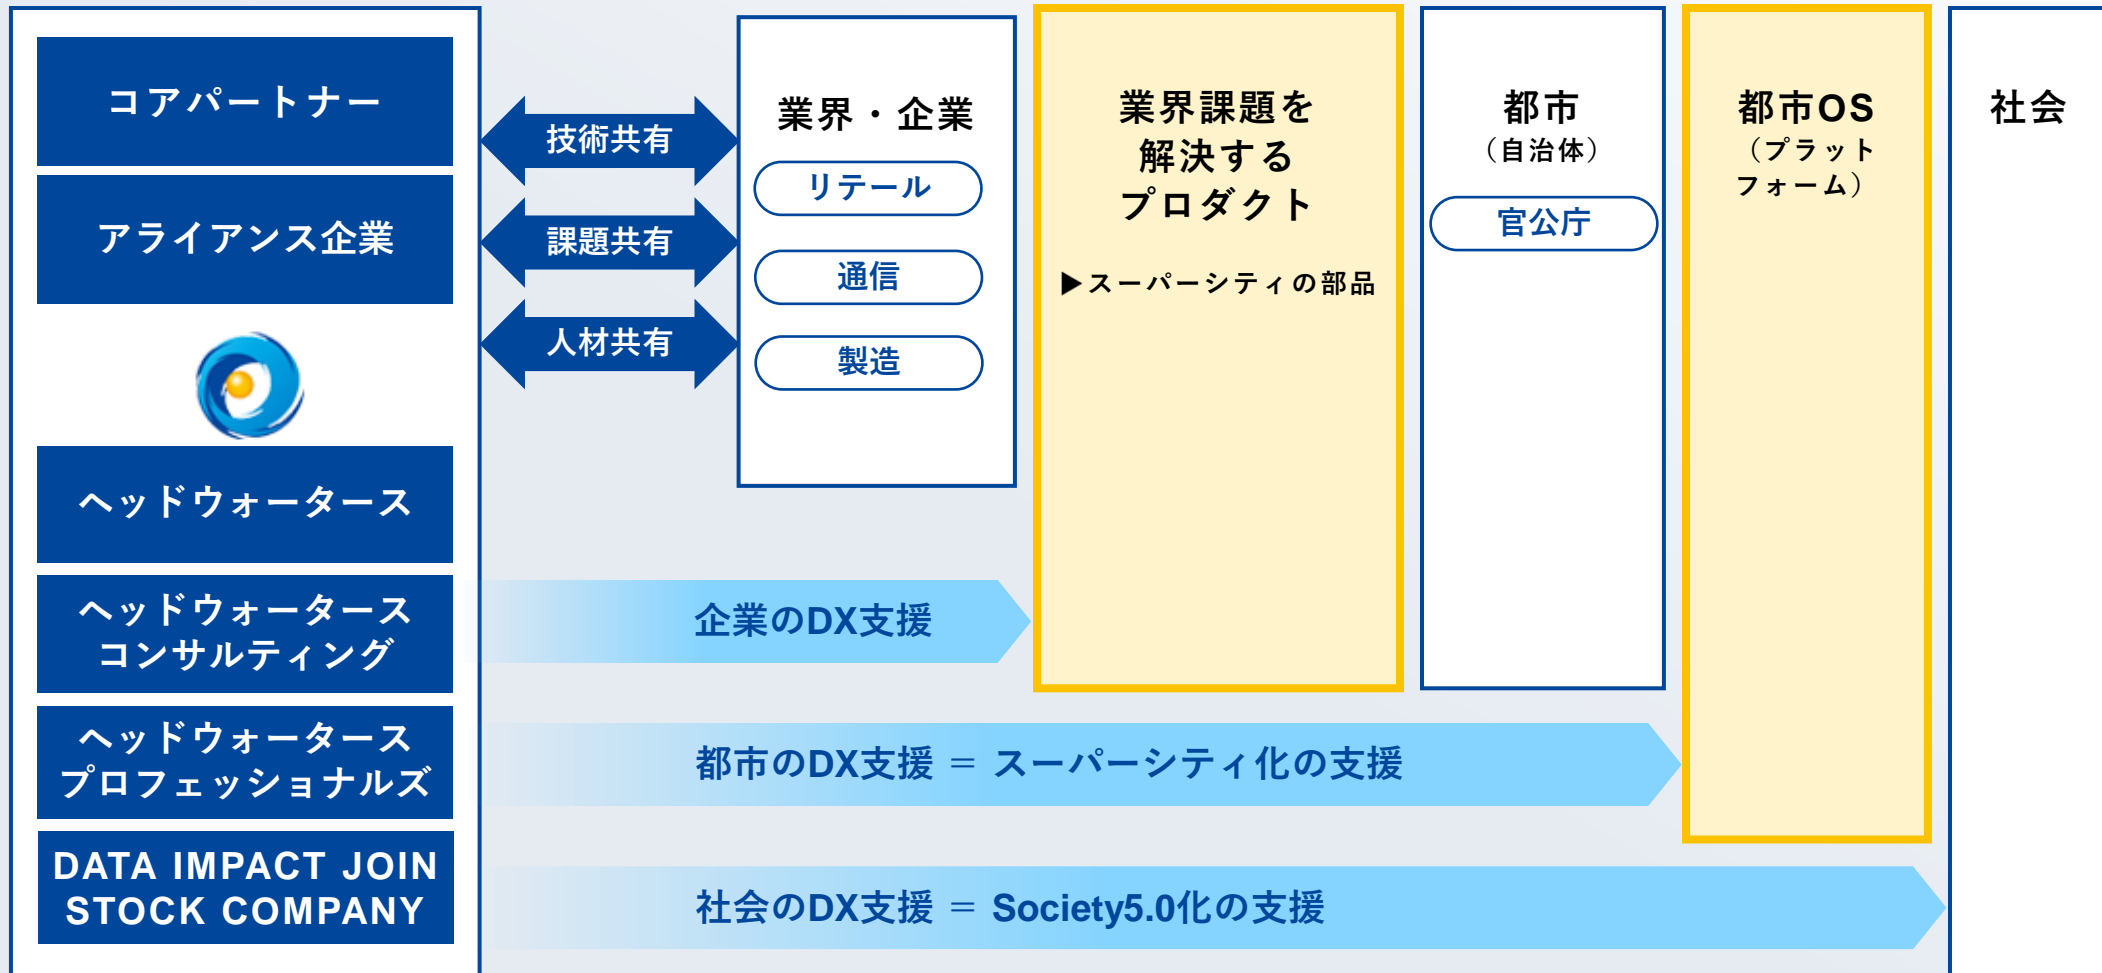 コアパートナー
アライアンス企業
ヘッドウォータース
ヘッドウォータース
コンサルティング
ヘッドウォータース
プロフェッショナルズ
DATA IMPACT JOIN
STOCK COMPANY
技術共有
課題共有
人材共有
業界・企業
リテール
通信
製造
業界課題を
解決する
プロダクト
▶スーパーシティの部品
都市
（自治体）
官公庁
都市OS
（プラット
フォーム）
社会
企業のDX支援
都市のDX支援 ＝ スーパーシティ化の支援
社会のDX支援 ＝ Society5.0化の支援